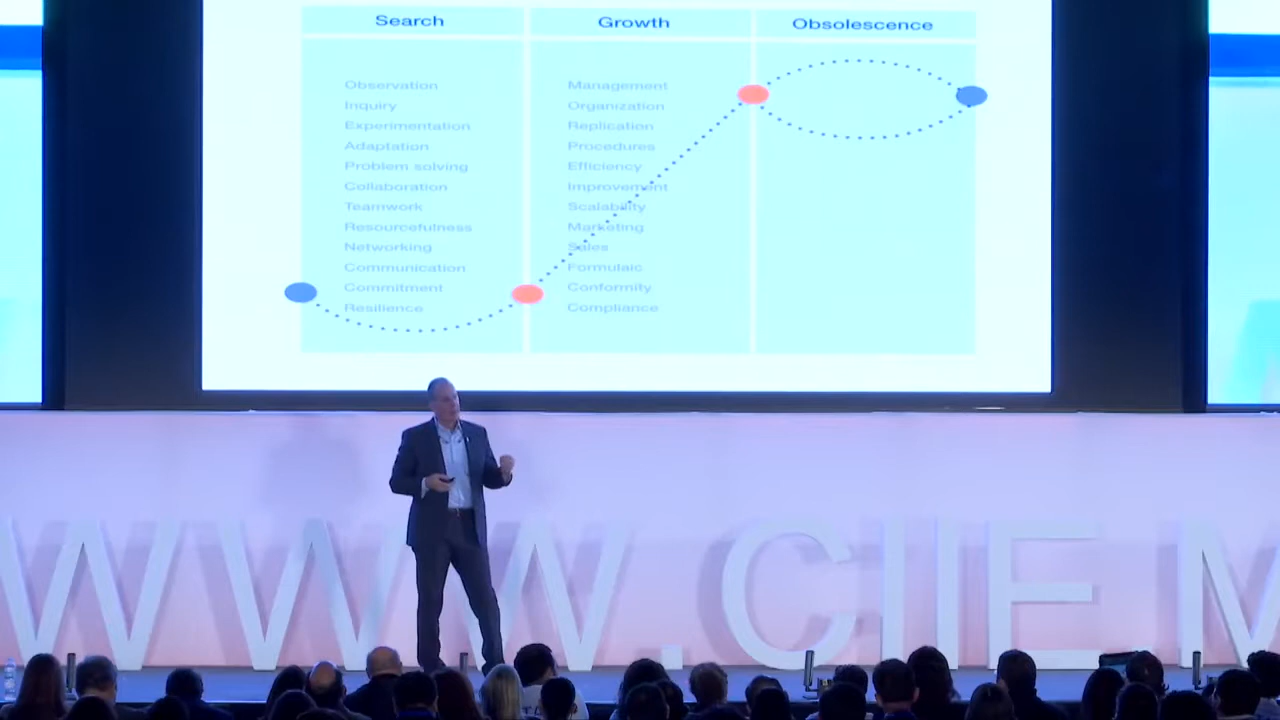 Search
Growth
Obsolescence
Observation
Inquiry
Experimentation
Adaptation
Problem solving
Collaboration
Teamwork
Resourcefulness
Networking
Communication
Commitment
Resilience
Management
Organization
Replication
Procedures
Efficiency
Improvement
Scalability
Marketing
Sales
Formulaic
Conformity
Compliance
WWW.CIIE.M